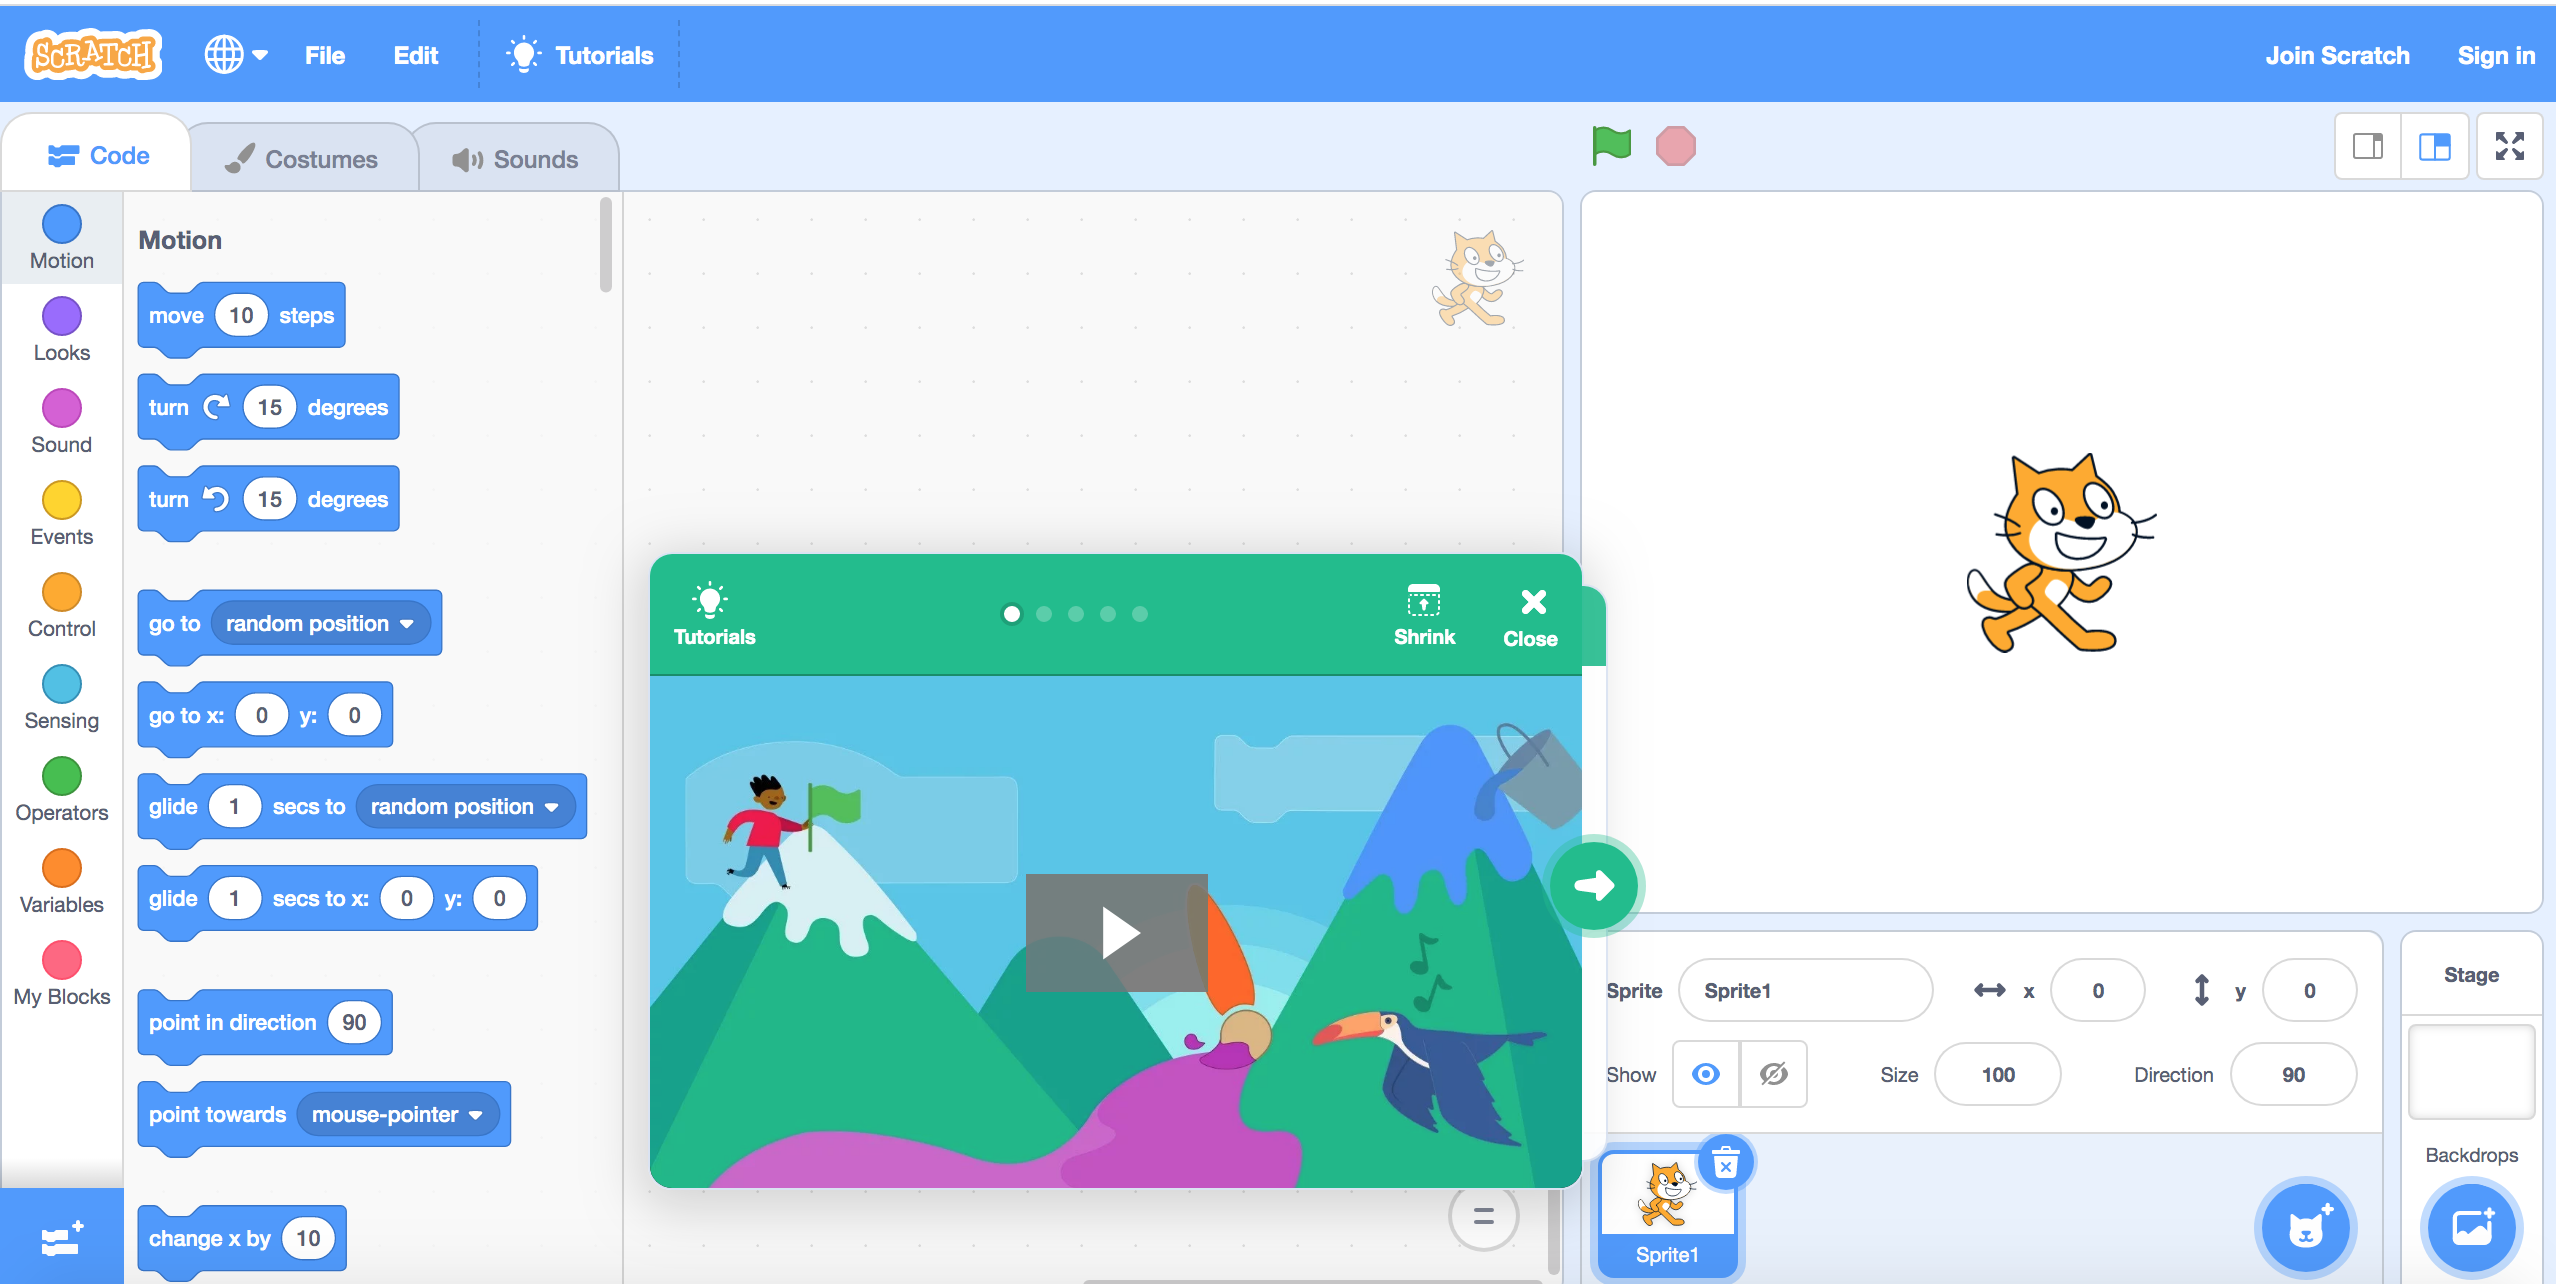 SCRATCH File Edit Tutorials Join Scratch Sign in
Code Costumes Sounds
Motion
Looks
Sound
Events
Control
Sensing
Operators
Variables
My Blocks
Motion
move 10 steps
turn 15 degrees
turn 15 degrees
go to random position
go to x: 0 y: 0
glide 1 secs to random position
glide 1 secs to x: 0 y: 0
point in direction 90
point towards mouse-pointer
change x by 10
Tutorials Shrink Close
Sprite Sprite1 x 0 y 0
Show Size 100 Direction 90
Sprite1
Stage
Backdrops